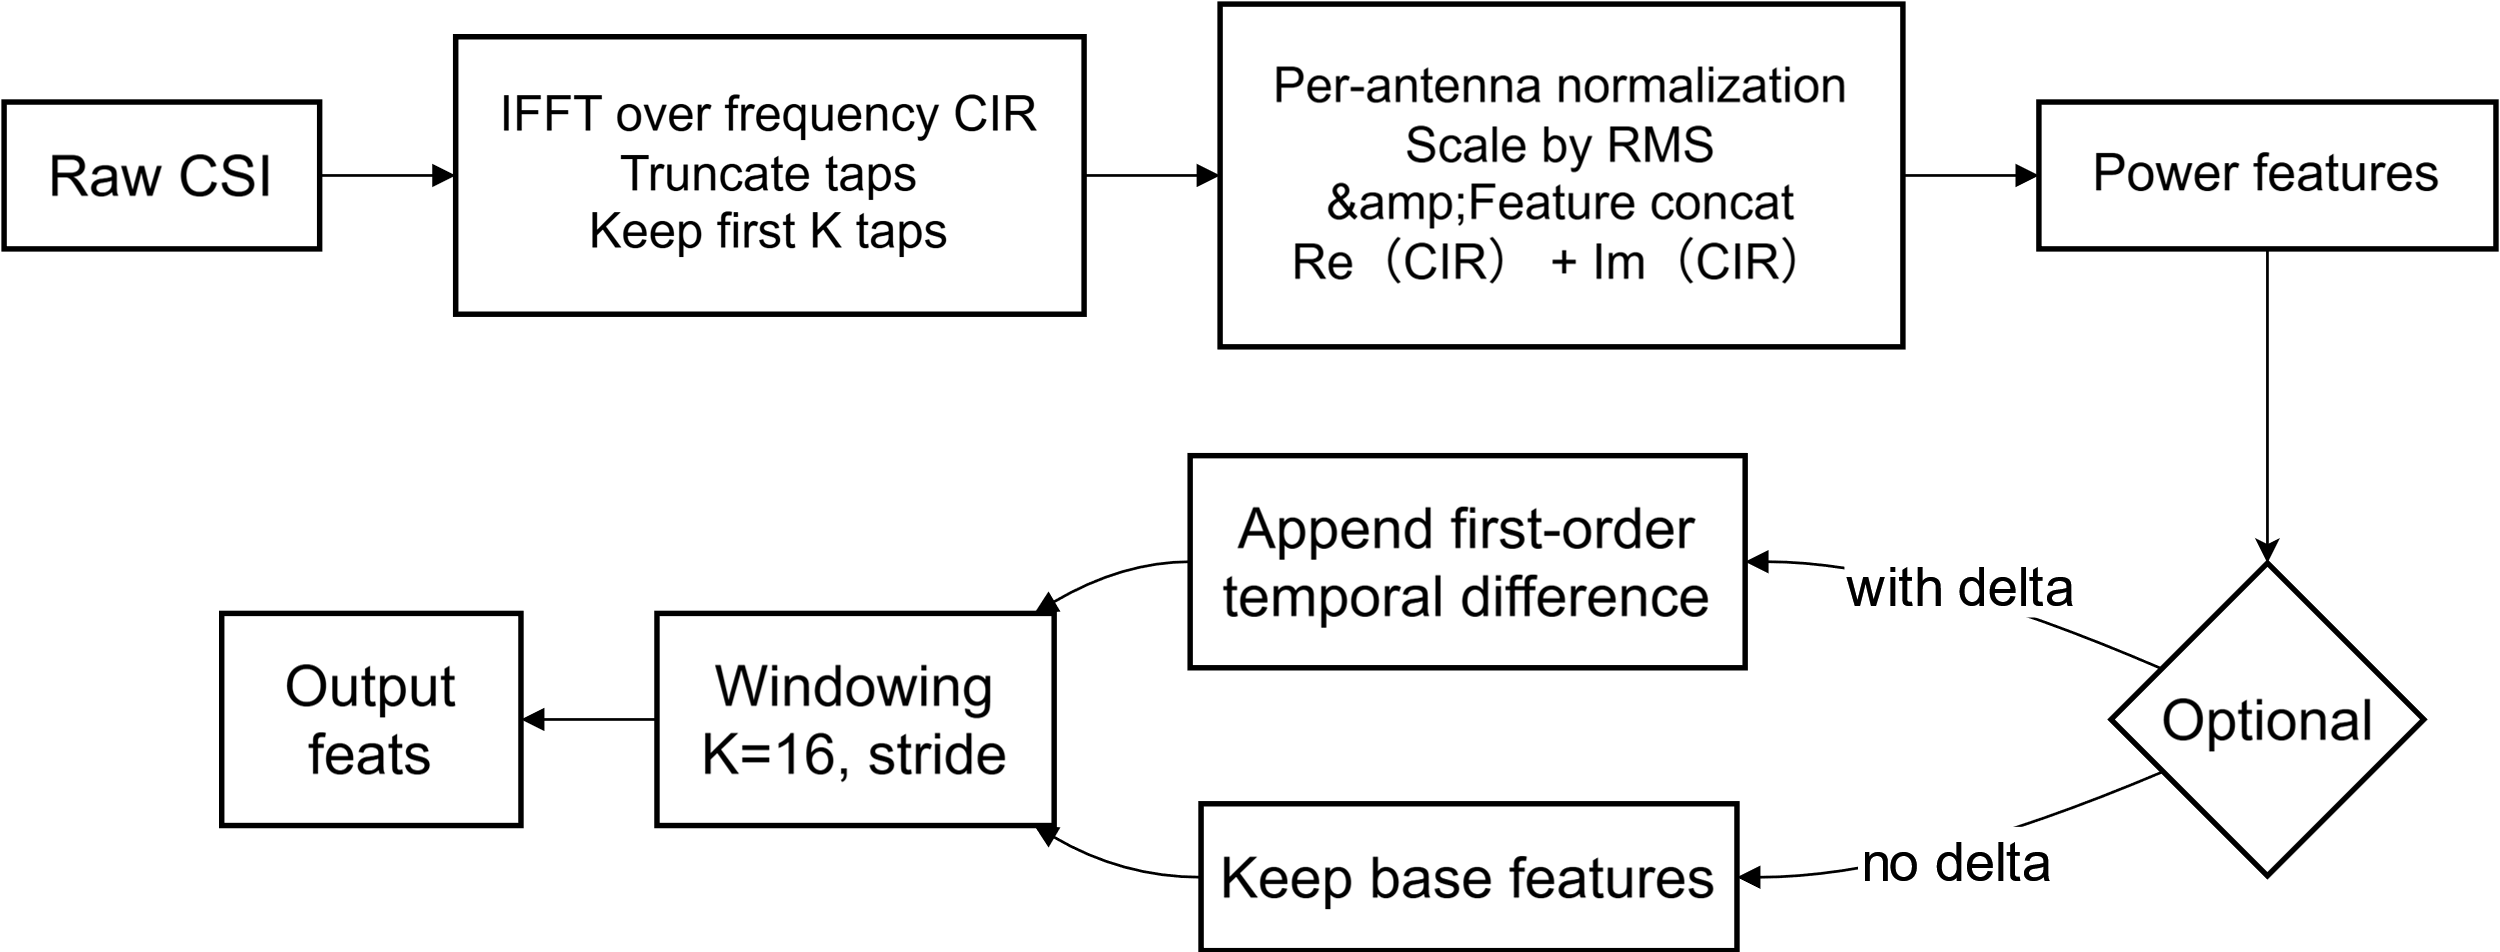 Raw CSI
IFFT over frequency CIR
Truncate taps
Keep first K taps
Per-antenna normalization
Scale by RMS
&amp;Feature concat
Re（CIR） + Im（CIR）
Power features
Optional
with delta
no delta
Append first-order
temporal difference
Keep base features
Windowing
K=16, stride
Output
feats